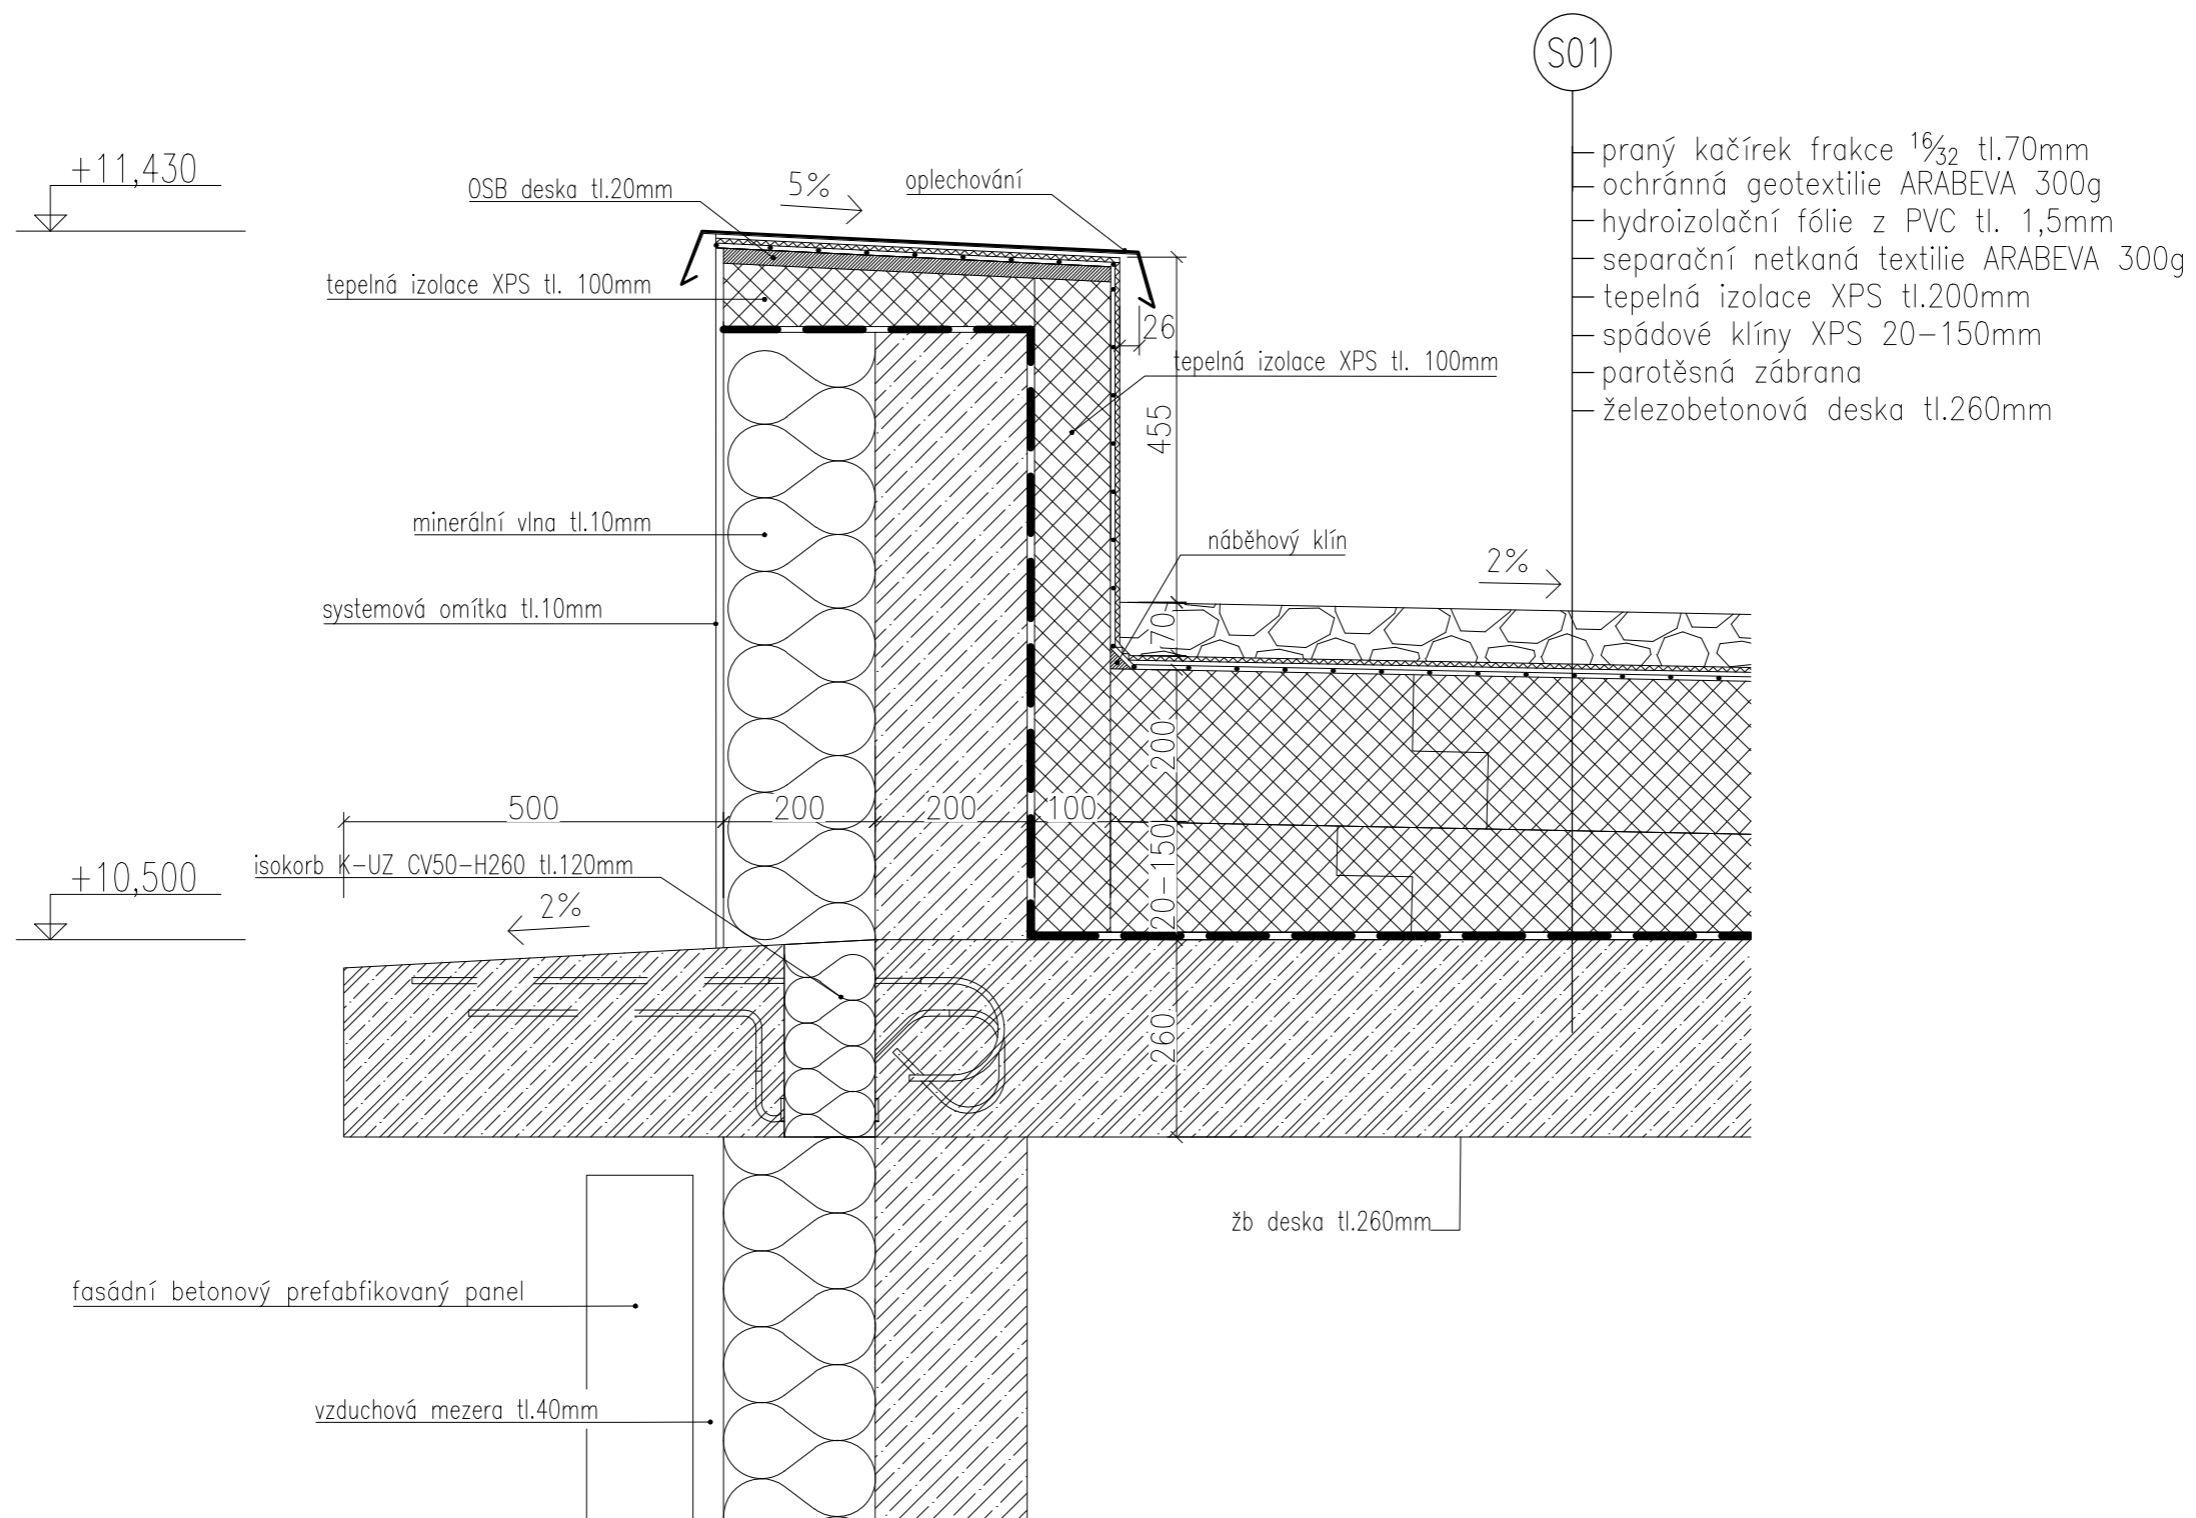 S01
praný kačírek frakce 16/32 tl.70mm
ochránná geotextilie ARABEVA 300g
hydroizolační fólie z PVC tl. 1,5mm
separační netkaná textilie ARABEVA 300g
tepelná izolace XPS tl.200mm
spádové klíny XPS 20-150mm
parotěsná zábrana
železobetonová deska tl.260mm
+11,430
OSB deska tl.20mm
5%
oplechování
tepelná izolace XPS tl. 100mm
26
tepelná izolace XPS tl. 100mm
455
minerální vlna tl.10mm
náběhový klín
2%
systemová omítka tl.10mm
70
200
500
200
200
100
20-150
isokorb K-UZ CV50-H260 tl.120mm
+10,500
2%
260
žb deska tl.260mm
fasádní betonový prefabfikovaný panel
vzduchová mezera tl.40mm